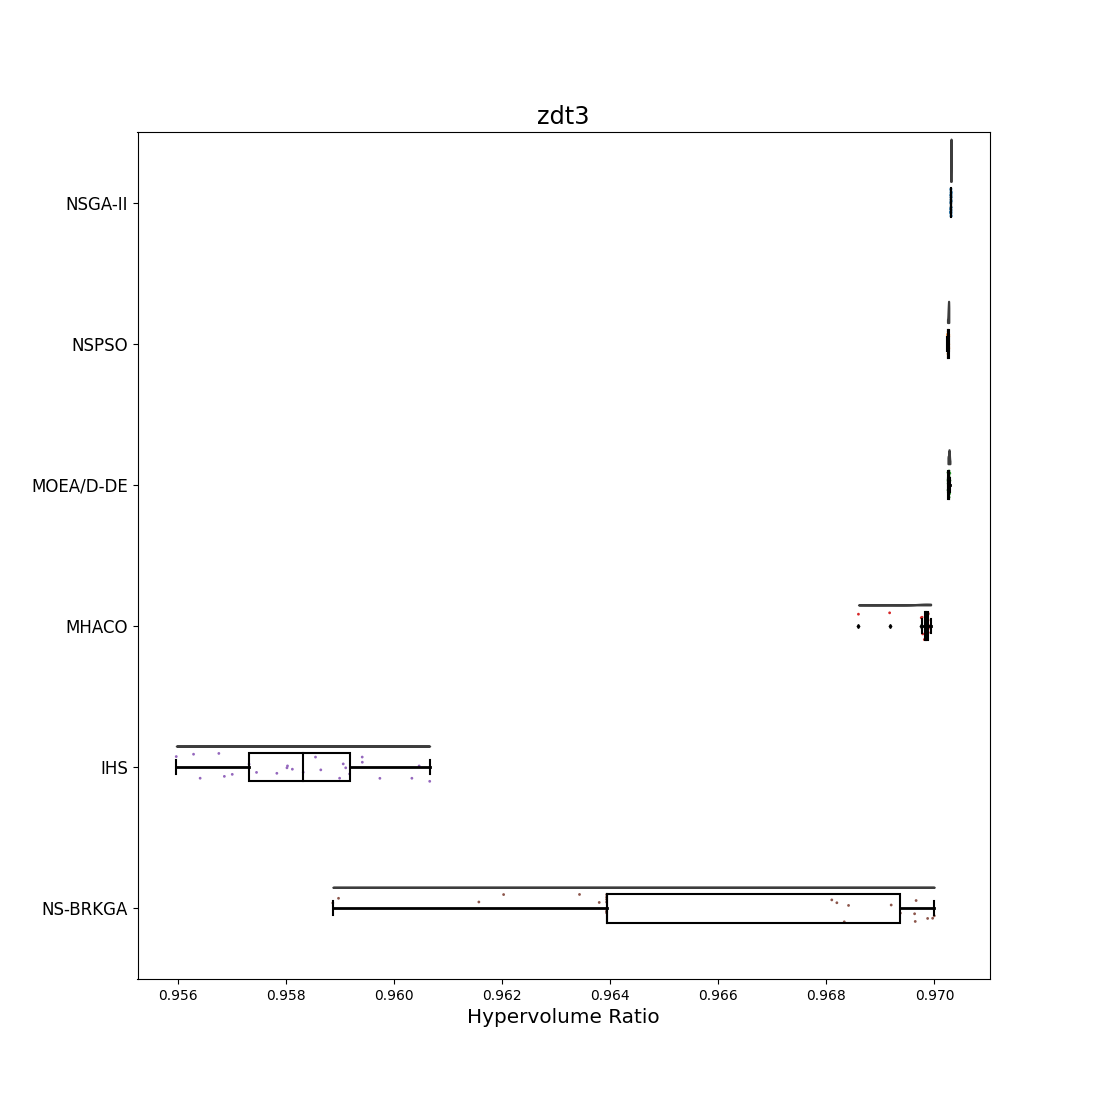 zdt3
NSGA-II
NSPSO
MOEA/D-DE
MHACO
IHS
NS-BRKGA
0.956 0.958 0.960 0.962 0.964 0.966 0.968 0.970
Hypervolume Ratio